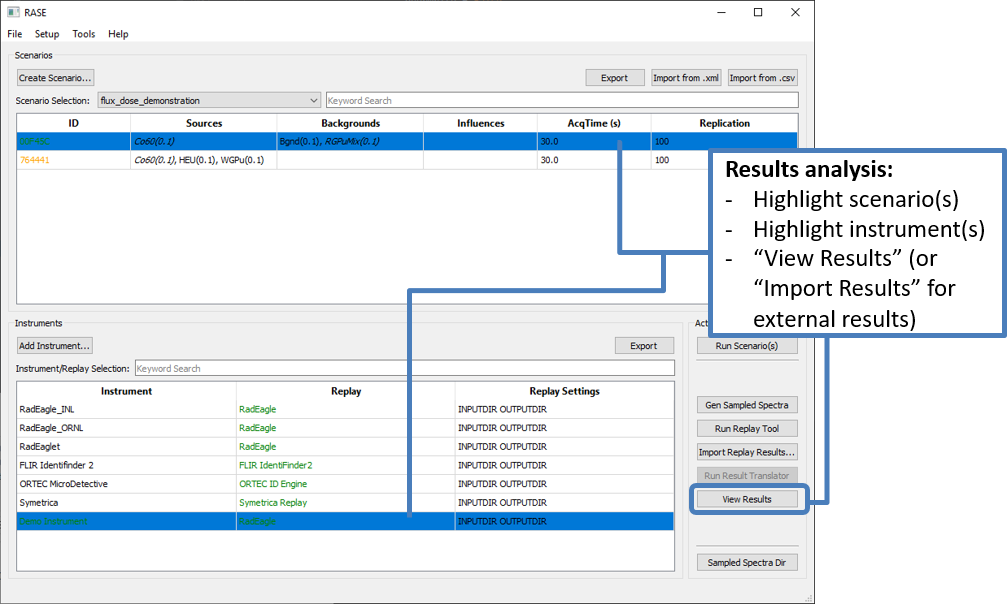 RASE
File Setup Tools Help
Scenarios
Create Scenario... Export Import from .xml Import from .csv
Scenario Selection: flux_dose_demonstration Keyword Search
ID Sources Backgrounds Influences AcqTime (s) Replication
Co60(0.1) Bgnd(0.1), RGPuMix(0.1) 30.0 100
764441 Co60(0.1), HEU(0.1), WGPu(0.1) 30.0 100
Results analysis:
- Highlight scenario(s)
- Highlight instrument(s)
- “View Results” (or
“Import Results” for
external results)
Instruments
Add Instrument... Export
Instrument/Replay Selection: Keyword Search
Instrument Replay Replay Settings
RadEagle_INL RadEagle INPUTDIR OUTPUTDIR
RadEagle_ORNL RadEagle INPUTDIR OUTPUTDIR
RadEaglet RadEagle INPUTDIR OUTPUTDIR
FLIR Identifinder 2 FLIR IdentiFinder2 INPUTDIR OUTPUTDIR
ORTEC MicroDetective ORTEC ID Engine INPUTDIR OUTPUTDIR
Symetrica Symetrica Replay INPUTDIR OUTPUTDIR
Demo Instrument RadEagle INPUTDIR OUTPUTDIR
Run Scenario(s)
Gen Sampled Spectra
Run Replay Tool
Import Replay Results...
Run Result Translator
View Results
Sampled Spectra Dir